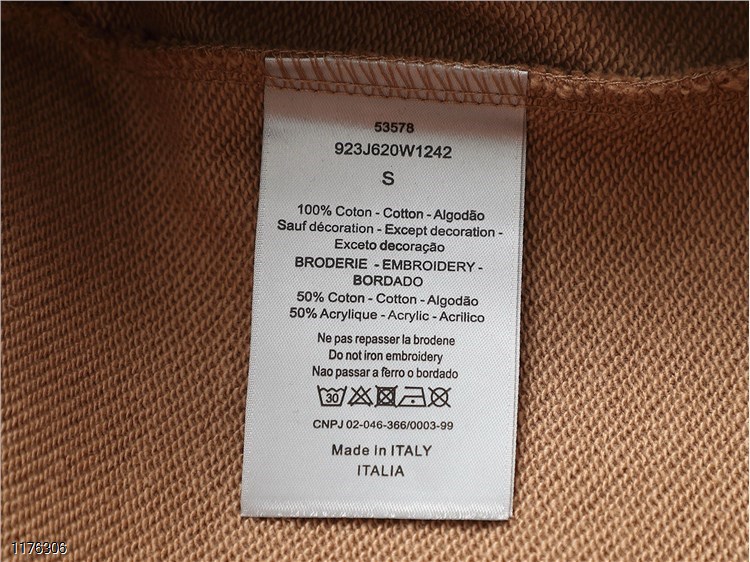 53578
923J620W1242
S
100% Coton - Cotton - Algodão
Sauf décoration - Except decoration -
Exceto decoração
BRODERIE - EMBROIDERY -
BORDADO
50% Coton - Cotton - Algodão
50% Acrylique - Acrylic - Acrilico
Ne pas repasser la brodene
Do not iron embroidery
Nao passar a ferro o bordado
30
CNPJ 02-046-366/0003-99
Made in ITALY
ITALIA
1176306